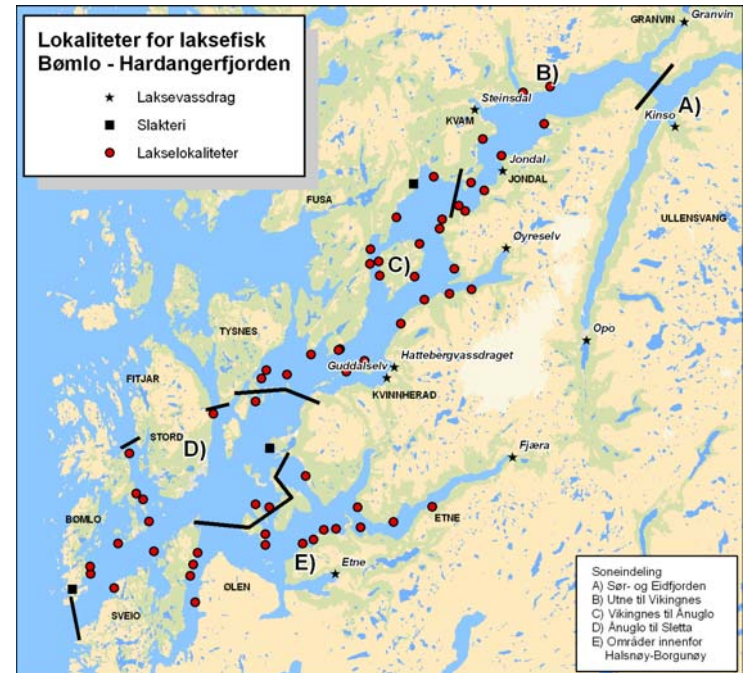 Lokaliteter for laksefisk
Bømlo - Hardangerfjorden
Laksevassdrag
Slakteri
Lakselokaliteter
GRANVIN
Granvin
B)
A)
Steinsdal
KVAM
Kinso
Jondal
JONDAL
FUSA
ULLENSVANG
Øyreselv
C)
TYSNES
Opo
Hattebergvassdraget
Guddalselv
FITJAR
KVINNHERAD
STORD
D)
Fjæra
BØMLO
ETNE
E)
Etne
ØLEN
SVEIO
Soneindeling
A) Sør- og Eidfjorden
B) Utne til Vikingnes
C) Vikingnes til Ånuglo
D) Ånuglo til Sletta
E) Områder innenfor
Halsnøy-Borgunøy